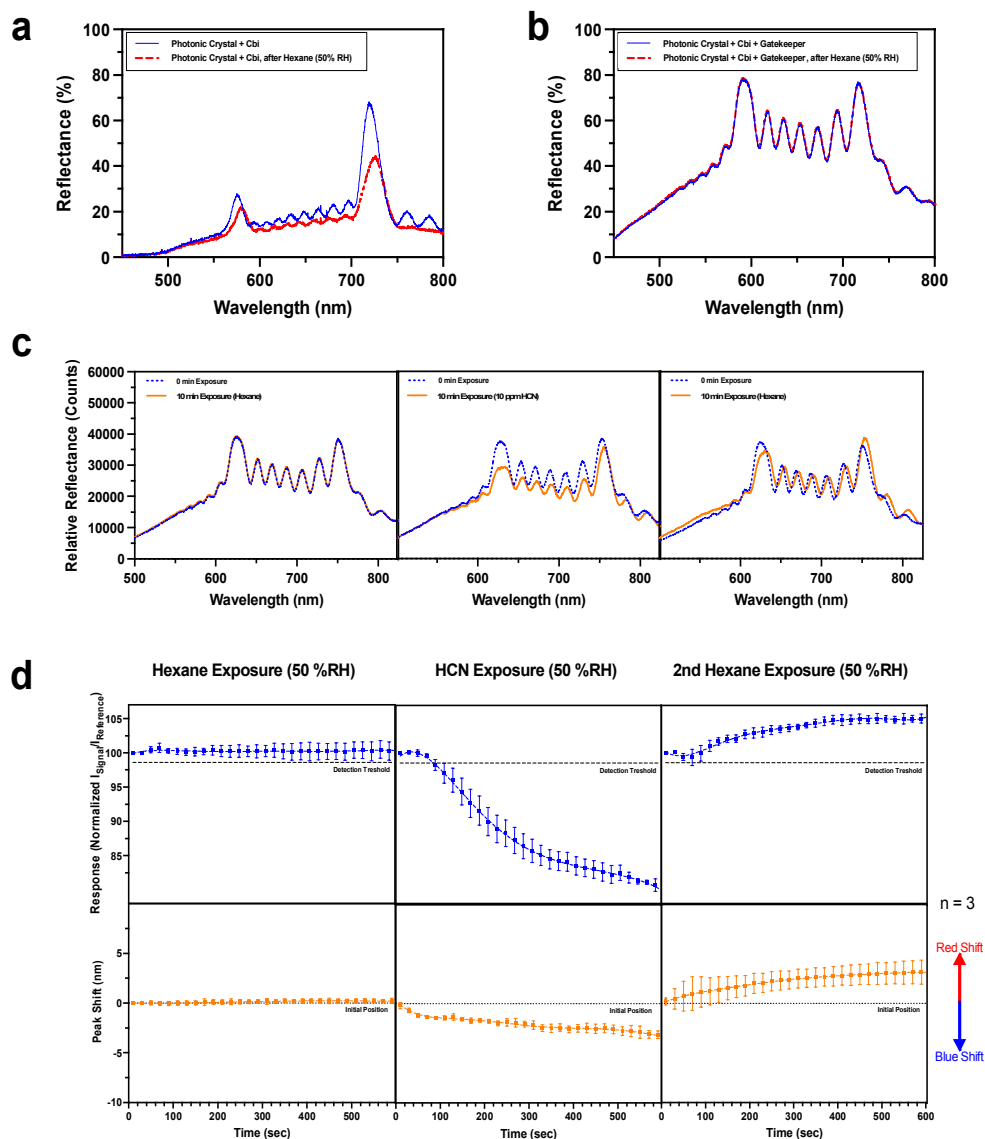 a
100
80
60
40
20
0
Reflectance (%)
Photonic Crystal + Cbi
Photonic Crystal + Cbi, after Hexane (50% RH)
500
600
700
800
Wavelength (nm)
b
100
80
60
40
20
0
Reflectance (%)
Photonic Crystal + Cbi + Gatekeeper
Photonic Crystal + Cbi + Gatekeeper, after Hexane (50% RH)
500
600
700
800
Wavelength (nm)
c
60000
50000
40000
30000
20000
10000
0
Relative Reflectance (Counts)
0 min Exposure
10 min Exposure (Hexane)
500
600
700
800
Wavelength (nm)
0 min Exposure
10 min Exposure (10 ppm HCN)
600
700
800
Wavelength (nm)
0 min Exposure
10 min Exposure (Hexane)
600
700
800
Wavelength (nm)
d
Hexane Exposure (50 %RH)
HCN Exposure (50 %RH)
2nd Hexane Exposure (50 %RH)
105
100
95
90
85
Response (Normalized I Signal/I Reference)
Detection Treshold
Detection Treshold
Detection Treshold
5
0
-5
-10
Peak Shift (nm)
Initial Position
Initial Position
Initial Position
0
200
400
Time (sec)
0
200
400
Time (sec)
0
100
200
300
400
500
600
Time (sec)
n = 3
Red Shift
Blue Shift